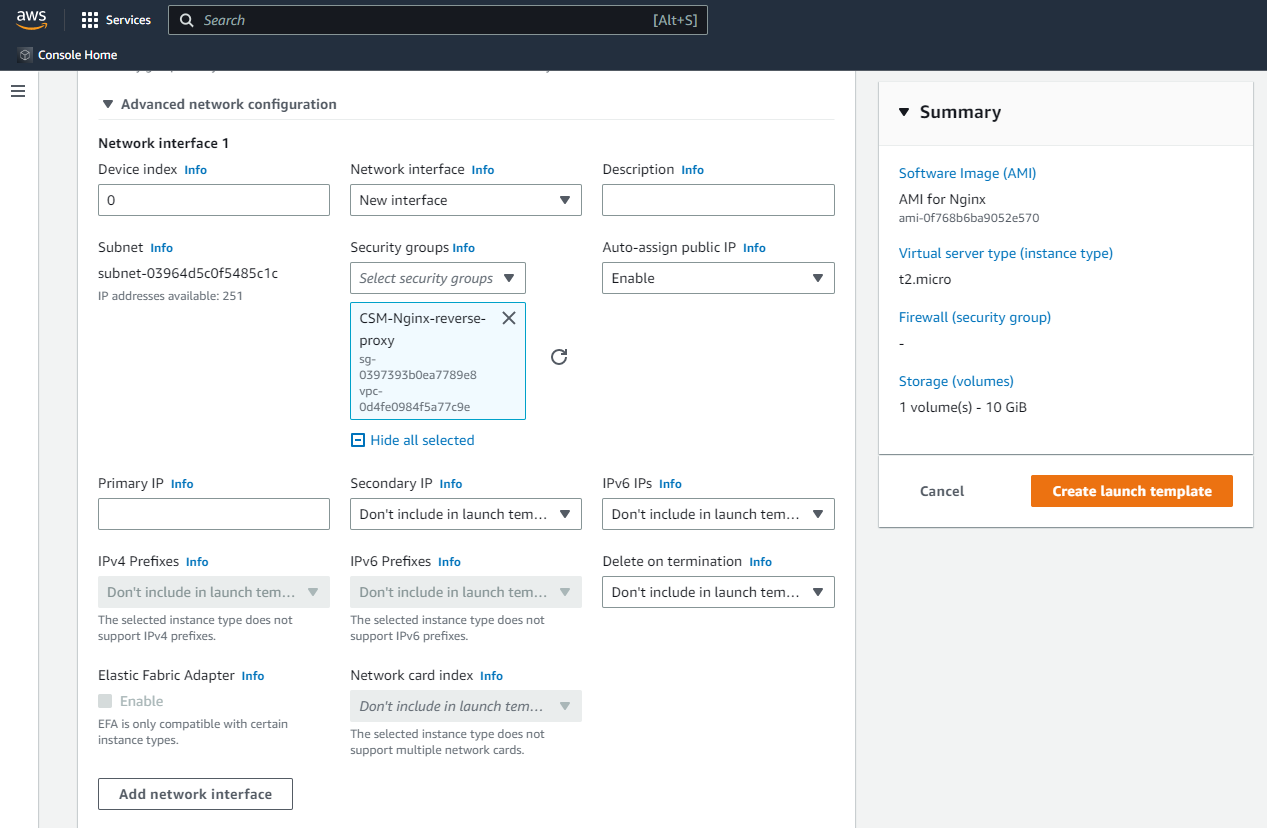 aws
Services
Search
[Alt+S]
Console Home
Advanced network configuration
Network interface 1
Device index Info
Network interface Info
Description Info
0
New interface
Subnet Info
Security groups Info
Auto-assign public IP Info
subnet-03964d5c0f5485c1c
IP addresses available: 251
Select security groups
Enable
CSM-Nginx-reverse-
proxy
sg-
0397393b0ea7789e8
vpc-
0d4fe0984f5a77c9e
Hide all selected
Primary IP Info
Secondary IP Info
IPv6 IPs Info
Don't include in launch tem...
Don't include in launch tem...
IPv4 Prefixes Info
IPv6 Prefixes Info
Delete on termination Info
Don't include in launch tem...
Don't include in launch tem...
Don't include in launch tem...
The selected instance type does not
support IPv4 prefixes.
The selected instance type does not
support IPv6 prefixes.
Elastic Fabric Adapter Info
Network card index Info
Enable
Don't include in launch tem...
EFA is only compatible with certain
instance types.
The selected instance type does not
support multiple network cards.
Add network interface
Summary
Software Image (AMI)
AMI for Nginx
ami-0f768b6ba9052e570
Virtual server type (instance type)
t2.micro
Firewall (security group)
-
Storage (volumes)
1 volume(s) - 10 GiB
Cancel
Create launch template